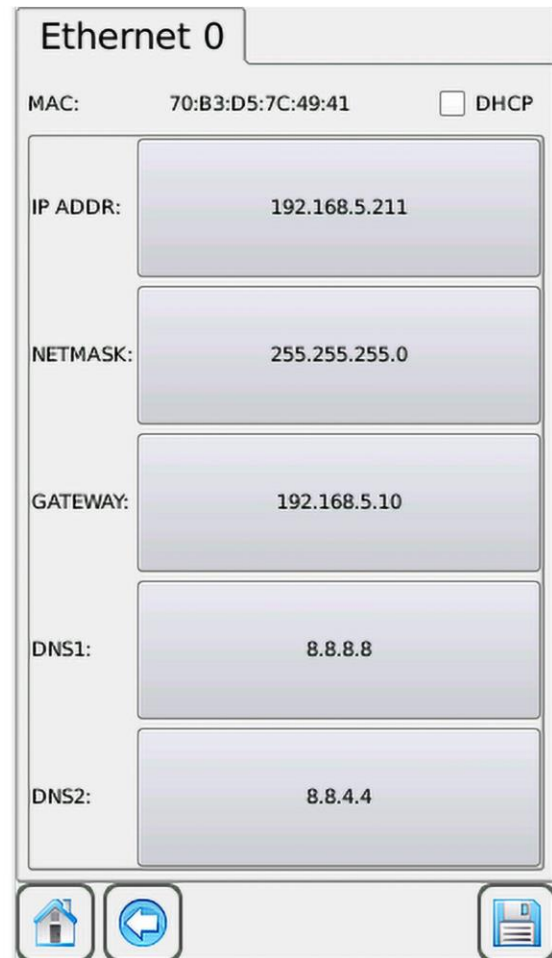 Ethernet 0
MAC: 70:B3:D5:7C:49:41 DHCP
IP ADDR: 192.168.5.211
NETMASK: 255.255.255.0
GATEWAY: 192.168.5.10
DNS1: 8.8.8.8
DNS2: 8.8.4.4